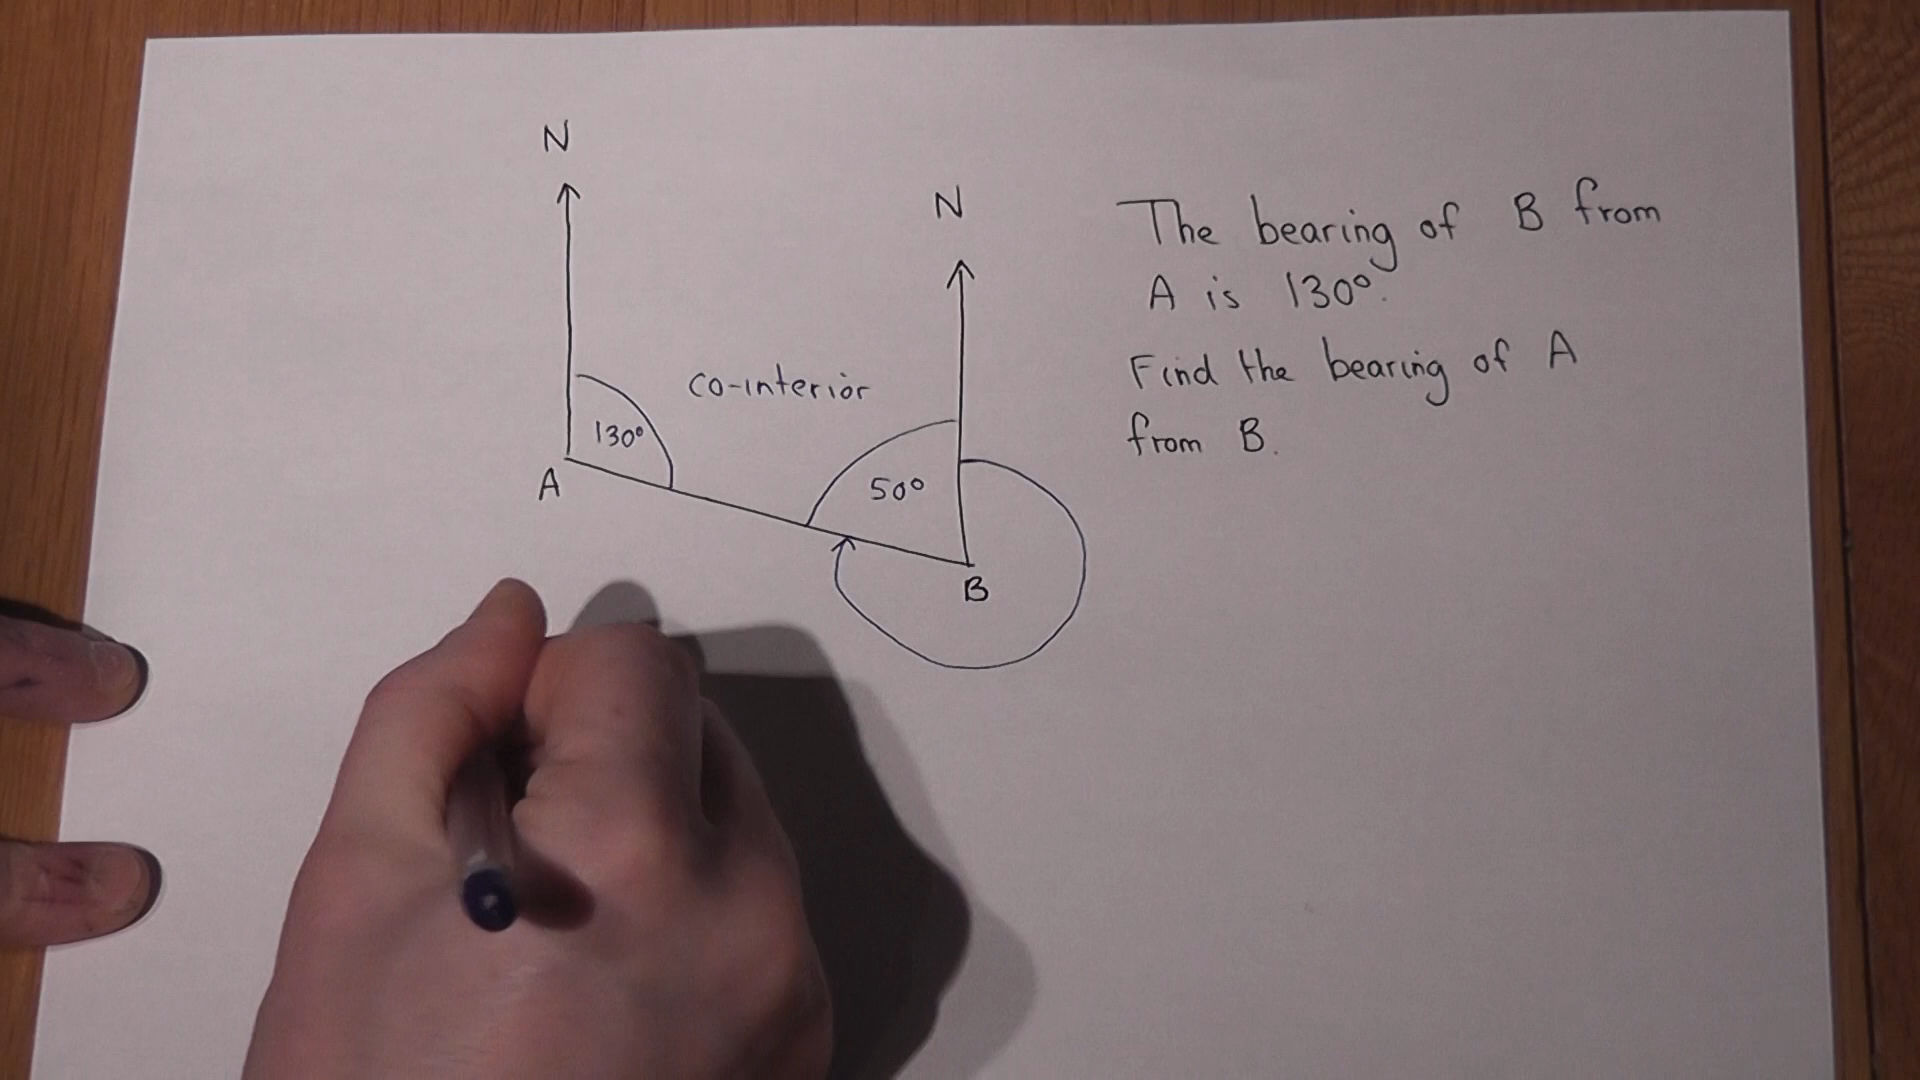 N
N
The bearing of B from
A is 130°.
Find the bearing of A
from B.
co-interior
130°
50°
A
B